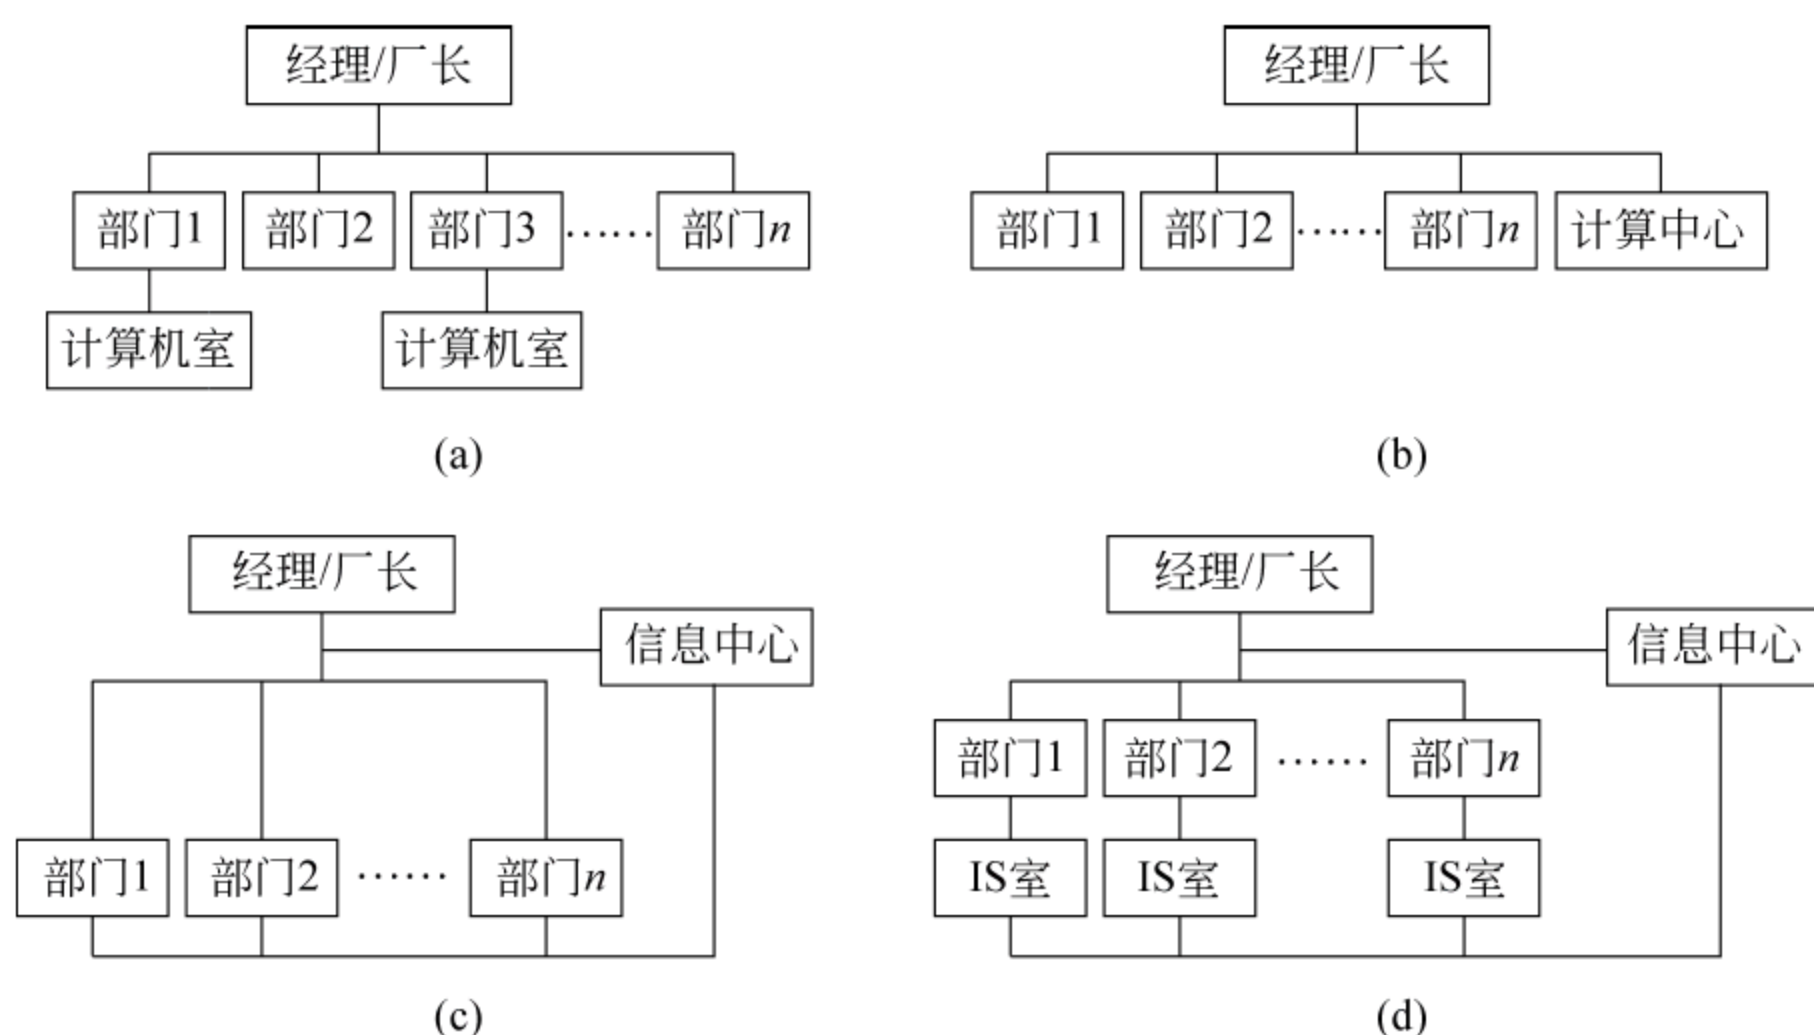 经理/厂长
部门1 部门2 部门3 …… 部门n
计算机室 计算机室
(a)
经理/厂长
部门1 部门2 …… 部门n 计算中心
(b)
经理/厂长
信息中心
部门1 部门2 …… 部门n
(c)
经理/厂长
信息中心
部门1 部门2 …… 部门n
IS室 IS室 IS室
(d)